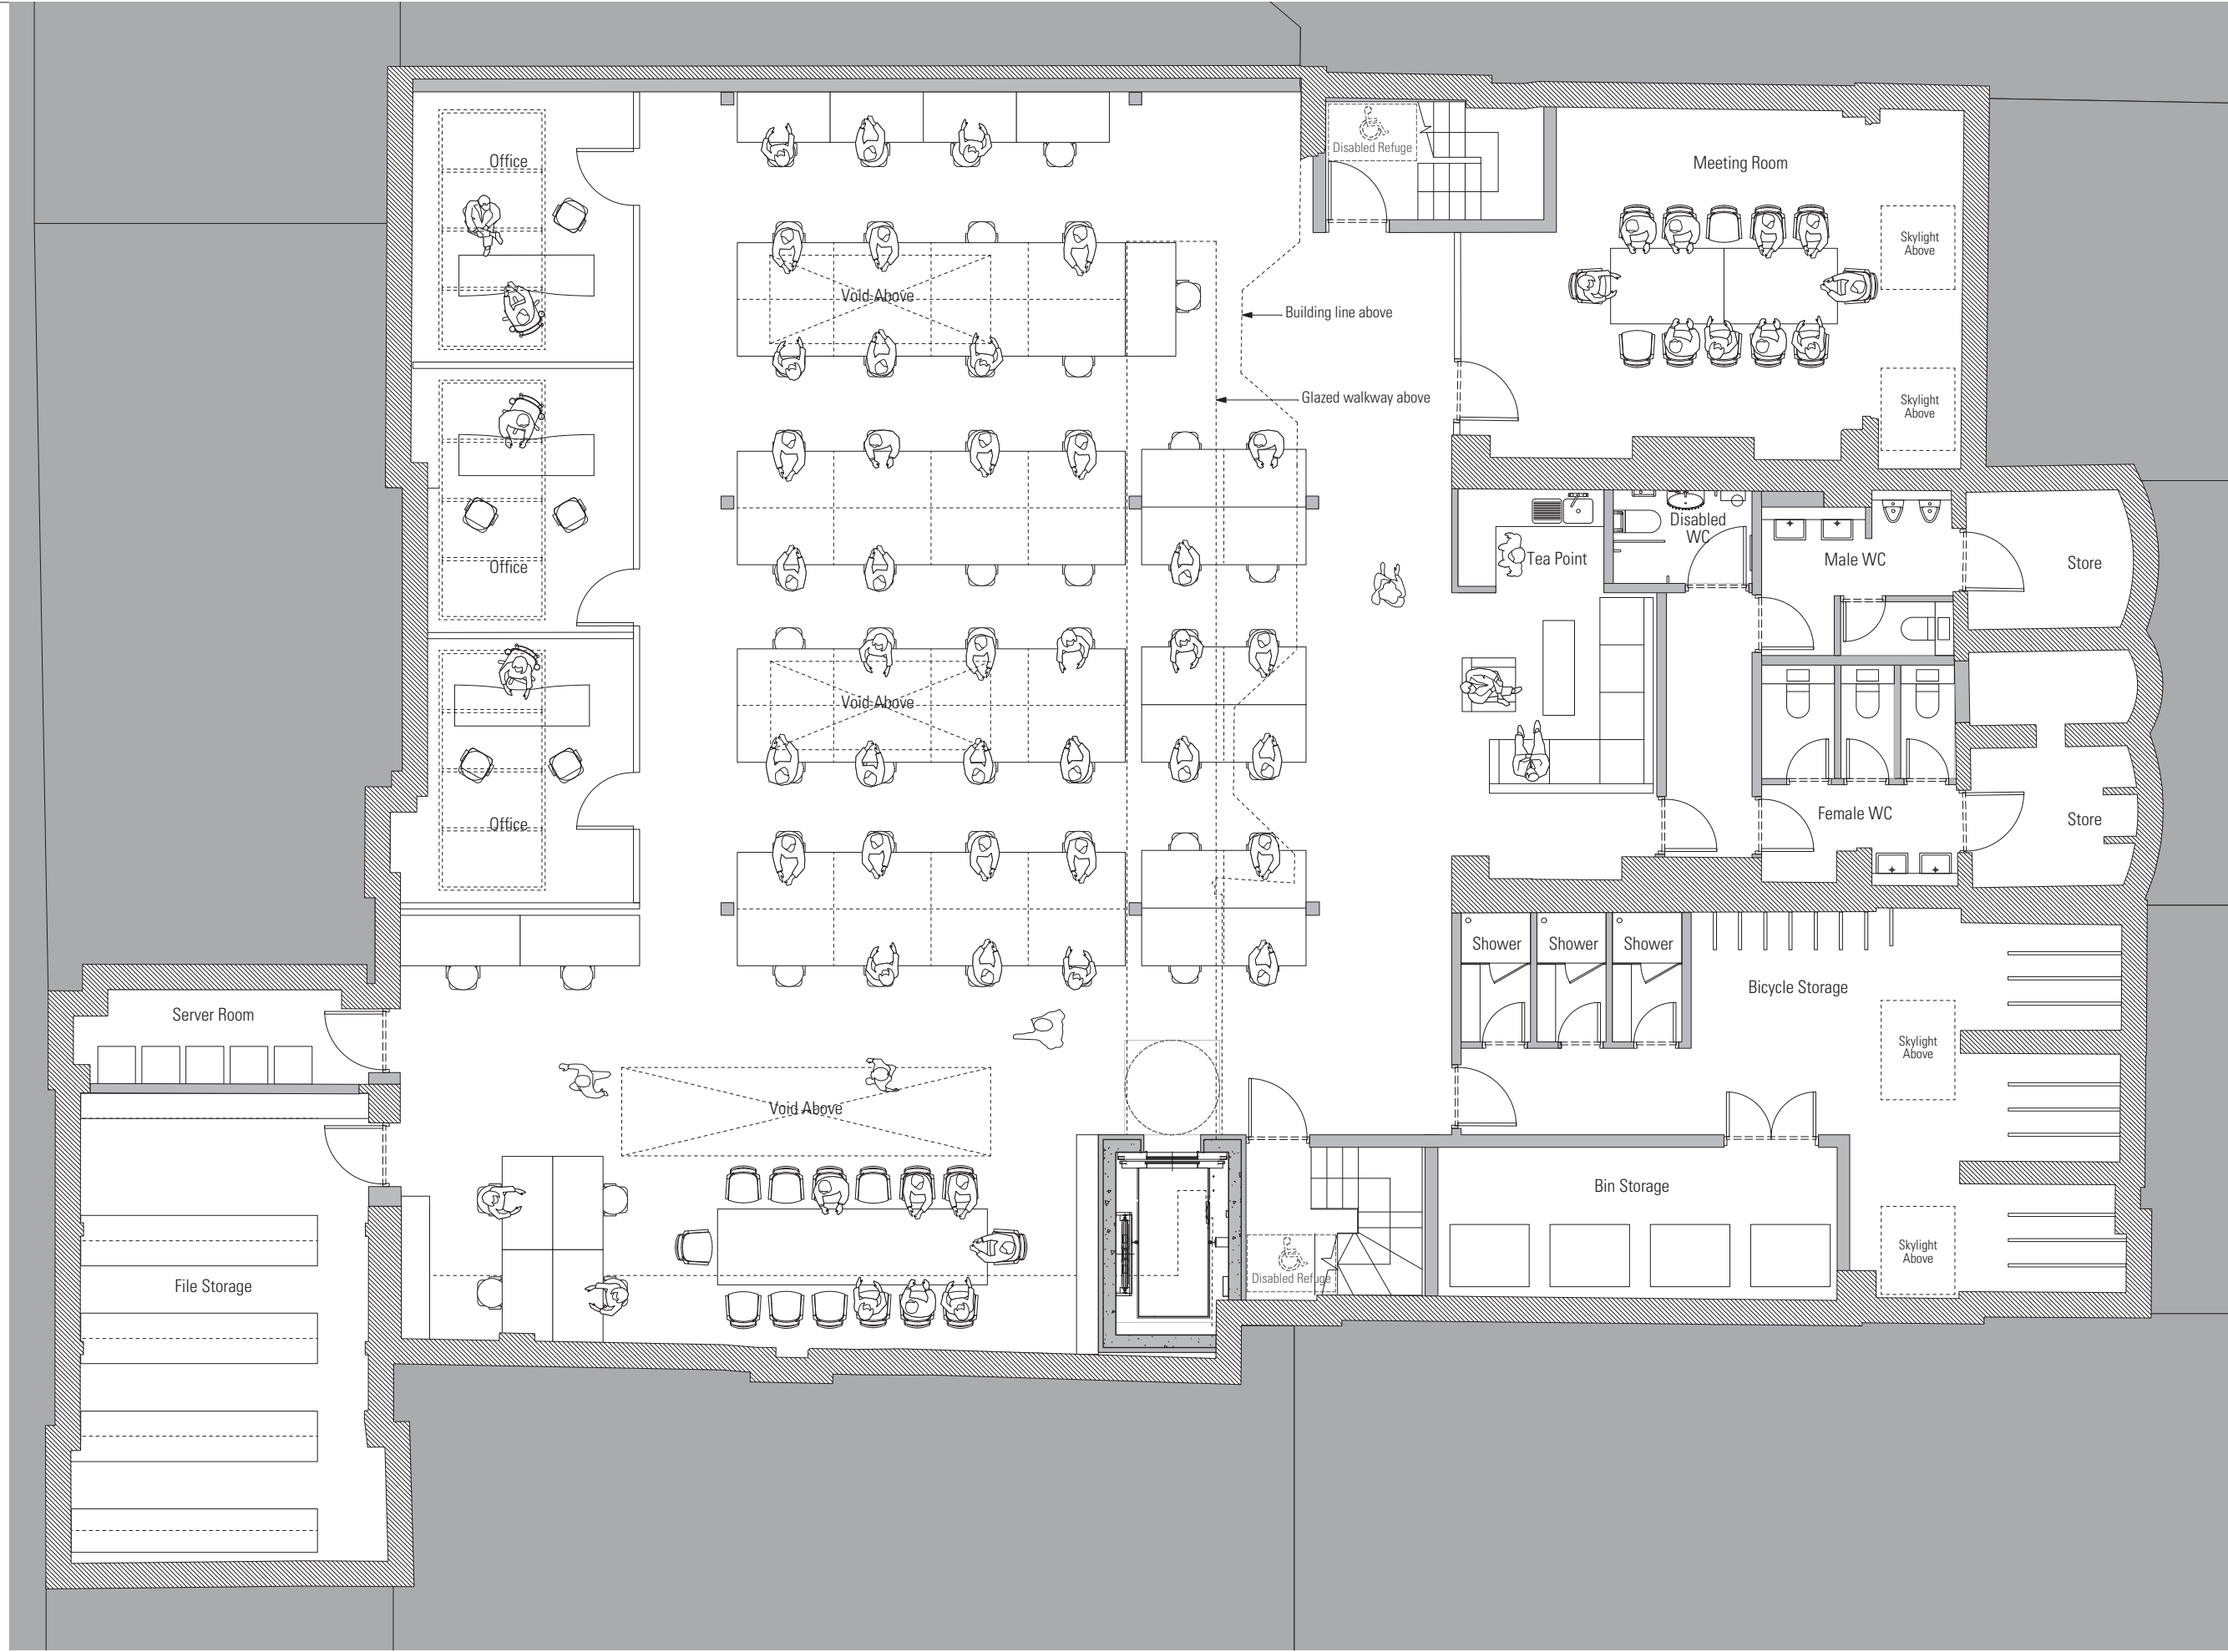 Office
Disabled Refuge
Meeting Room
Skylight
Above
Void Above
Building line above
Glazed walkway above
Skylight
Above
Office
Tea Point
Disabled
WC
Male WC
Store
Void Above
Office
Female WC
Store
Shower
Shower
Shower
Bicycle Storage
Server Room
Skylight
Above
Void Above
Bin Storage
Skylight
Above
Disabled Refuge
File Storage